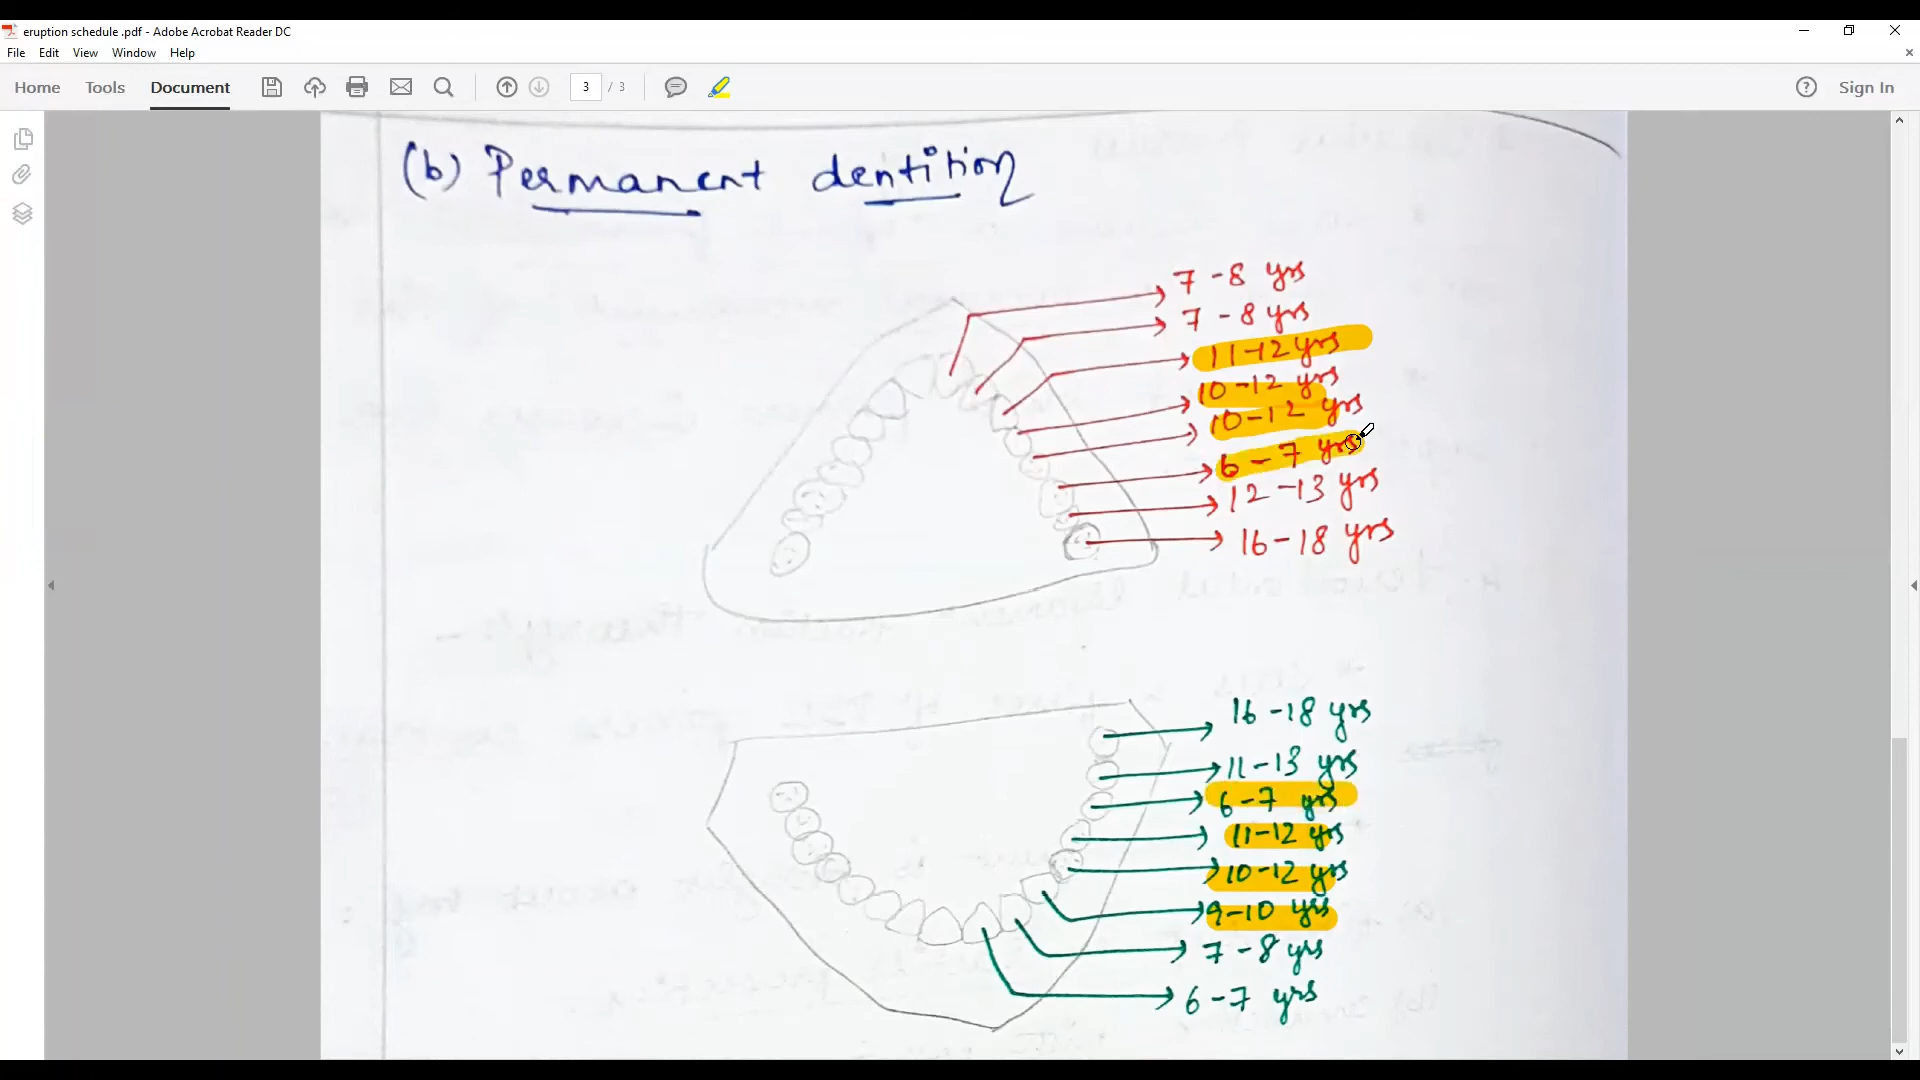 eruption schedule .pdf - Adobe Acrobat Reader DC
File Edit View Window Help
Home Tools Document 3 / 3 Sign In
(b) Permanent dentition
7-8 yrs
7-8 yrs
11-12 yrs
10-12 yrs
10-12 yrs
6-7 yrs
12-13 yrs
16-18 yrs
16-18 yrs
11-13 yrs
6-7 yrs
11-12 yrs
10-12 yrs
9-10 yrs
7-8 yrs
6-7 yrs